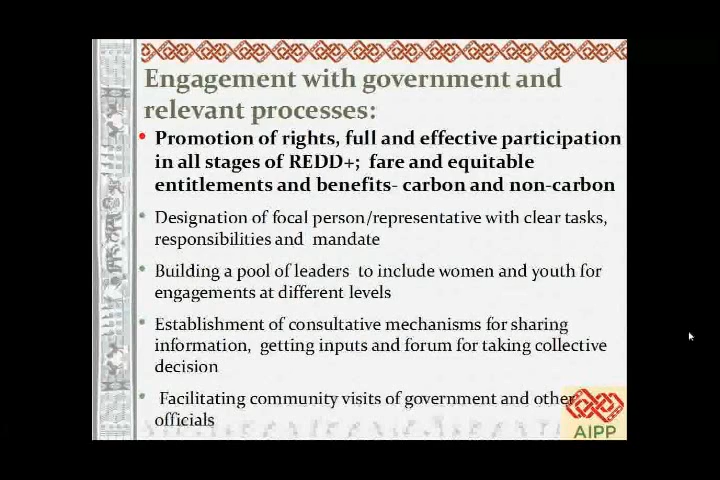 Engagement with government and
relevant processes:
• Promotion of rights, full and effective participation
in all stages of REDD+;  fare and equitable
entitlements and benefits- carbon and non-carbon
• Designation of focal person/representative with clear tasks,
responsibilities and  mandate
• Building a pool of leaders  to include women and youth for
engagements at different levels
• Establishment of consultative mechanisms for sharing
information,  getting inputs and forum for taking collective
decision
•  Facilitating community visits of government and other
officials
AIPP